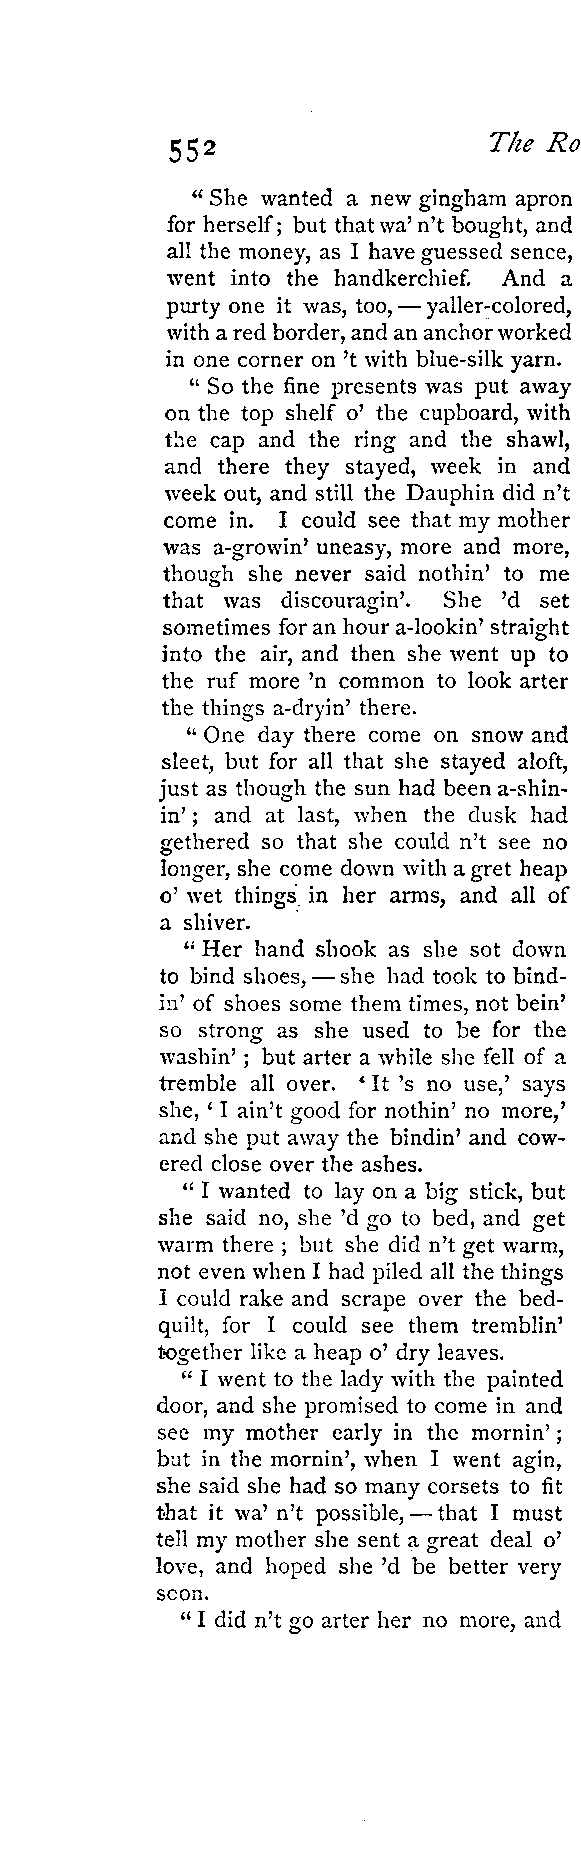 552 The Ro
“ She wanted a new gingham apron
for herself; but that wa' n't bought, and
all the money, as I have guessed sence,
went into the handkerchief. And a
purty one it was, too, — yaller-colored,
with a red border, and an anchor worked
in one corner on 't with blue-silk yarn.
“ So the fine presents was put away
on the top shelf o' the cupboard, with
the cap and the ring and the shawl,
and there they stayed, week in and
week out, and still the Dauphin did n't
come in. I could see that my mother
was a-growin' uneasy, more and more,
though she never said nothin' to me
that was discouragin'. She 'd set
sometimes for an hour a-lookin' straight
into the air, and then she went up to
the ruf more 'n common to look arter
the things a-dryin' there.
“ One day there come on snow and
sleet, but for all that she stayed aloft,
just as though the sun had been a-shin-
in' ; and at last, when the dusk had
gethered so that she could n't see no
longer, she come down with a gret heap
o' wet things in her arms, and all of
a shiver.
“ Her hand shook as she sot down
to bind shoes, — she had took to bind-
in' of shoes some them times, not bein'
so strong as she used to be for the
washin' ; but arter a while she fell of a
tremble all over. ‘ It 's no use,’ says
she, ‘ I ain't good for nothin' no more,’
and she put away the bindin' and cow-
ered close over the ashes.
“ I wanted to lay on a big stick, but
she said no, she 'd go to bed, and get
warm there ; but she did n't get warm,
not even when I had piled all the things
I could rake and scrape over the bed-
quilt, for I could see them tremblin'
together like a heap o' dry leaves.
“ I went to the lady with the painted
door, and she promised to come in and
see my mother early in the mornin' ;
but in the mornin', when I went agin,
she said she had so many corsets to fit
that it wa' n't possible, — that I must
tell my mother she sent a great deal o'
love, and hoped she 'd be better very
soon.
“ I did n't go arter her no more, and